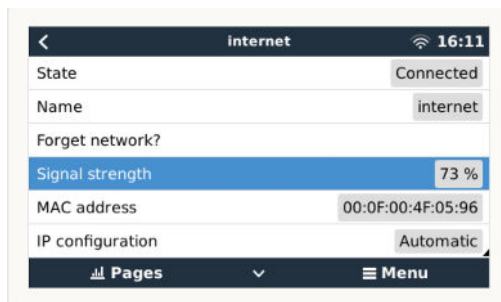 internet 16:11
State Connected
Name internet
Forget network?
Signal strength 73 %
MAC address 00:0F:00:4F:05:96
IP configuration Automatic
Pages Menu